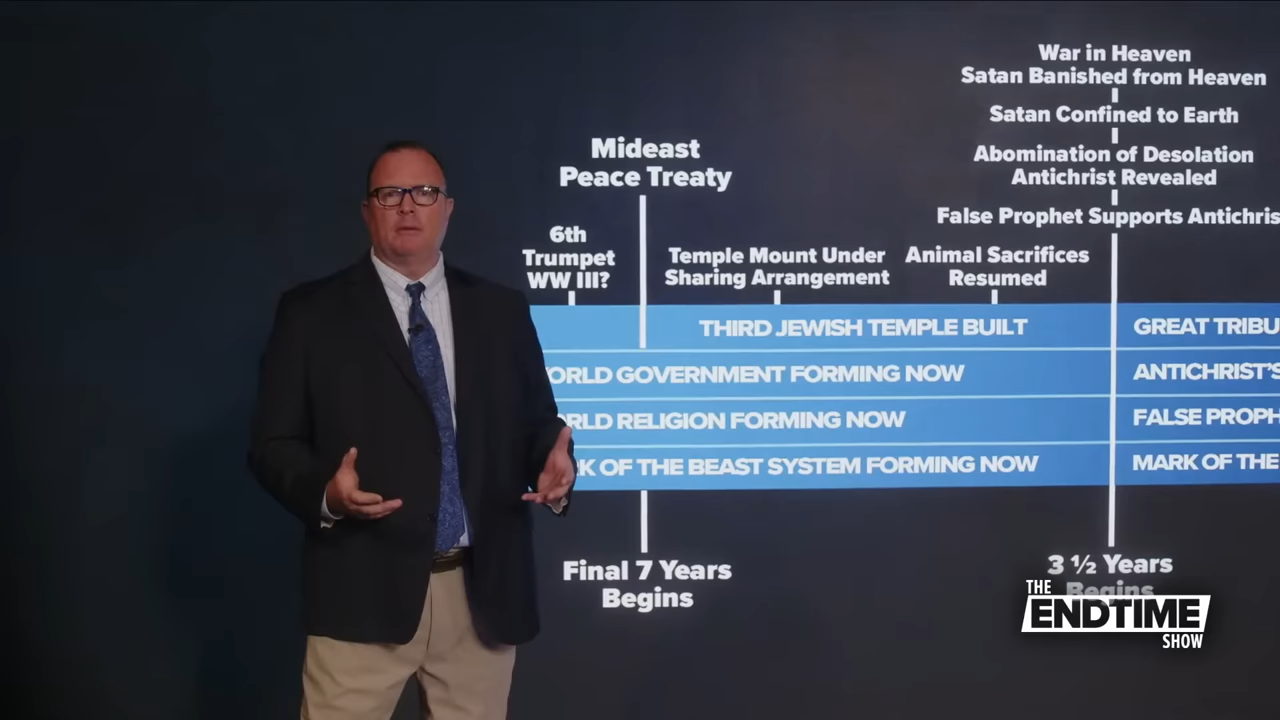 War in Heaven
Satan Banished from Heaven
Satan Confined to Earth
Abomination of Desolation
Antichrist Revealed
False Prophet Supports Antichris
Mideast
Peace Treaty
6th
Trumpet
WW III?
Temple Mount Under
Sharing Arrangement
Animal Sacrifices
Resumed
THIRD JEWISH TEMPLE BUILT
GREAT TRIBU
ORLD GOVERNMENT FORMING NOW
ANTICHRIST'S
RLD RELIGION FORMING NOW
FALSE PROPH
RK OF THE BEAST SYSTEM FORMING NOW
MARK OF THE
Final 7 Years
Begins
3 ½ Years
Begins
THE
ENDTIME
SHOW